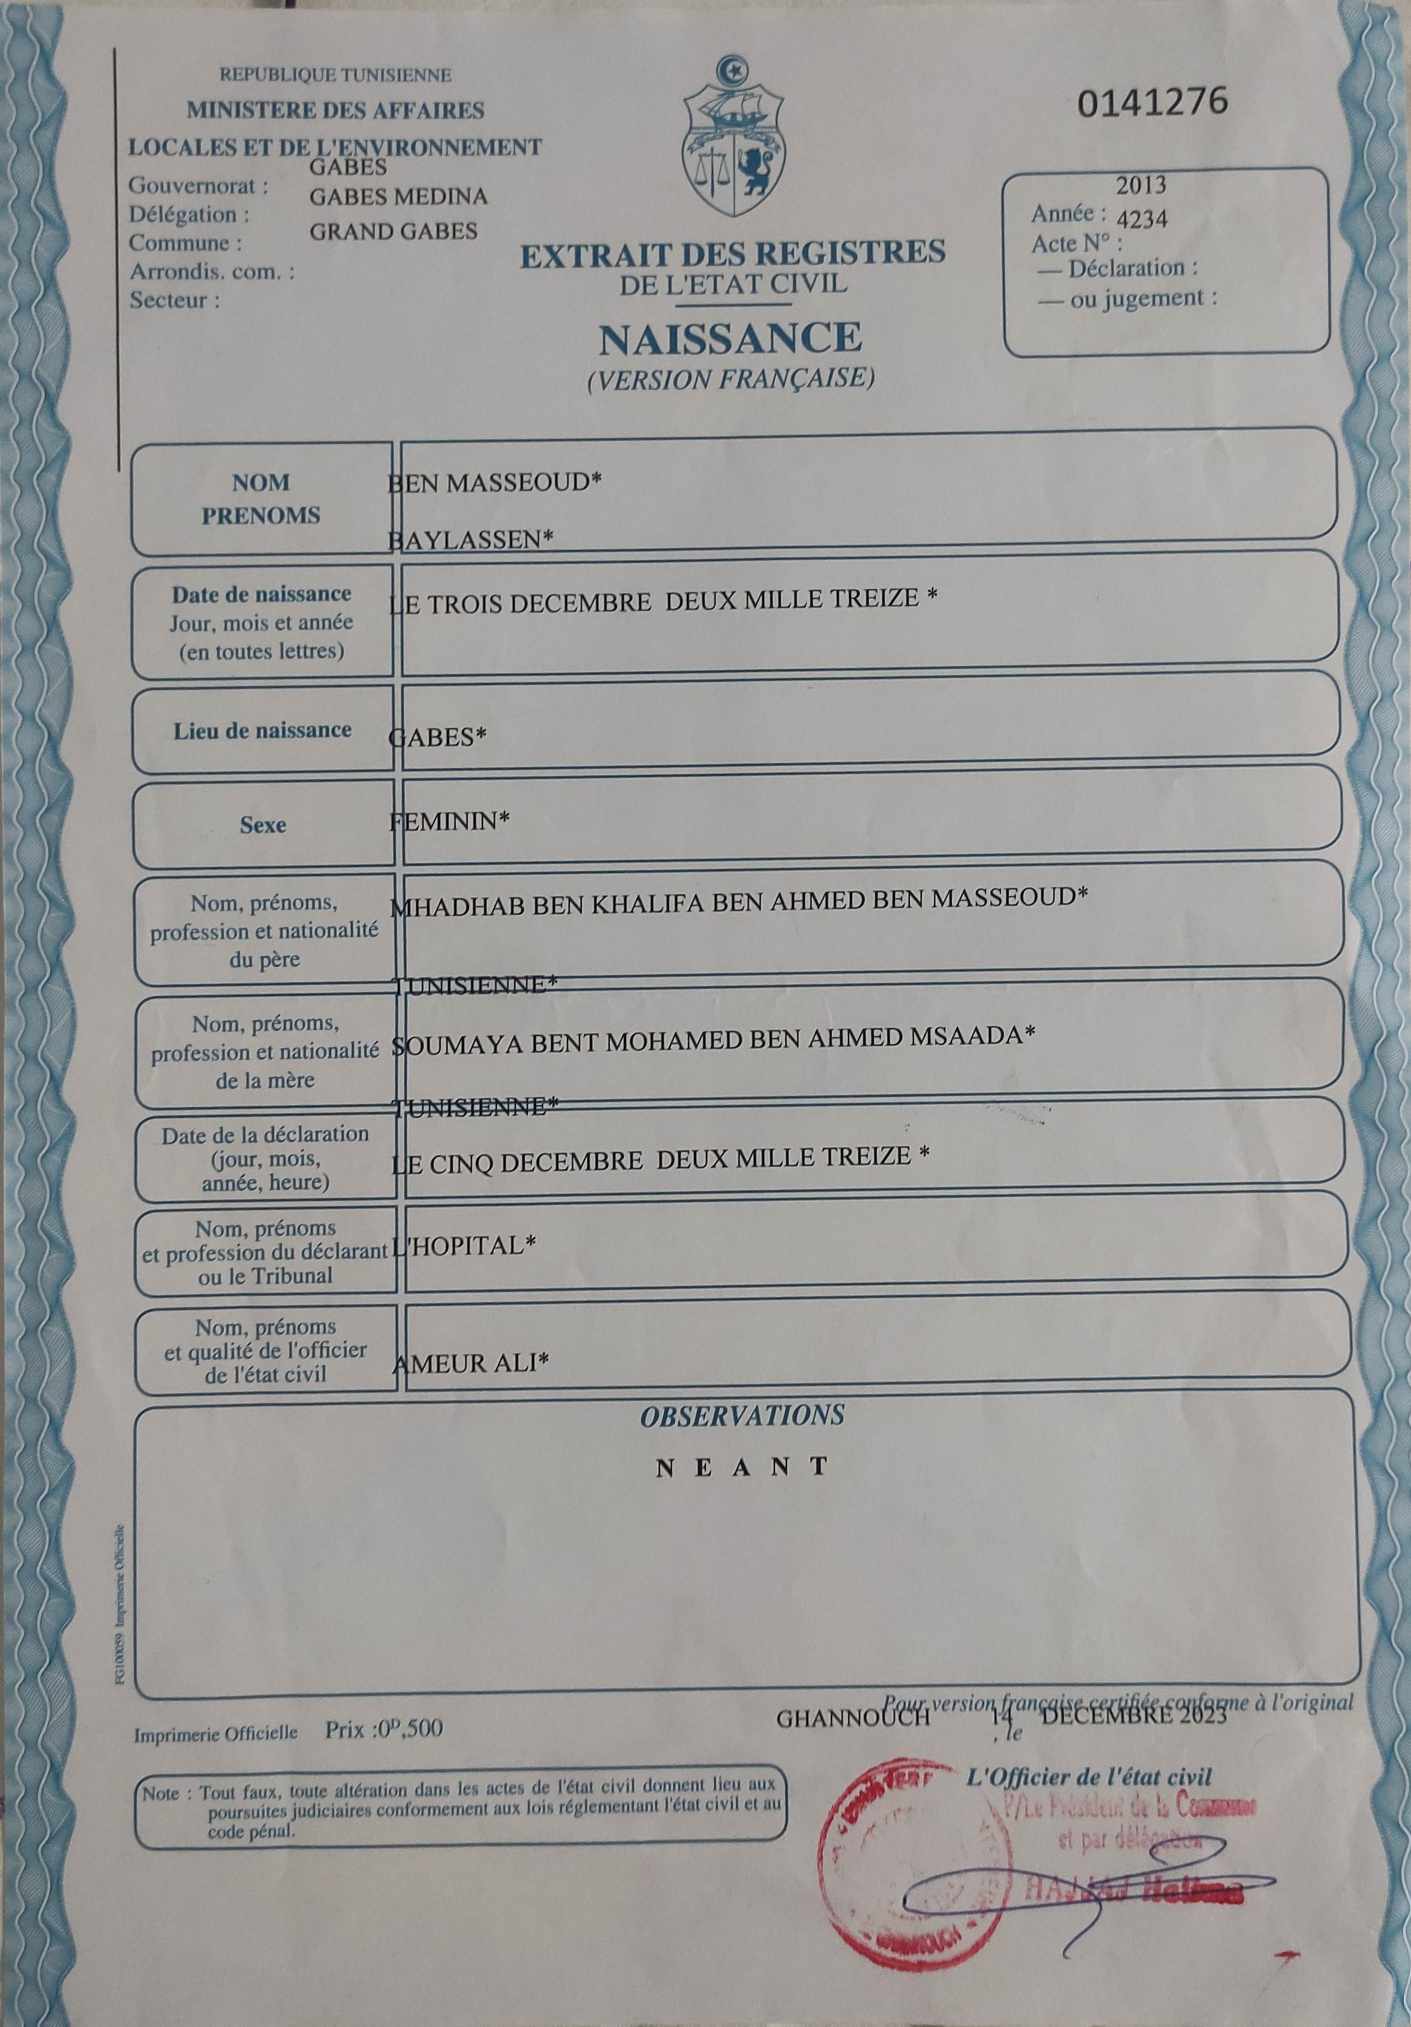 REPUBLIQUE TUNISIENNE
MINISTERE DES AFFAIRES
LOCALES ET DE L'ENVIRONNEMENT
Gouvernorat : GABES
Délégation : GABES MEDINA
Commune : GRAND GABES
Arrondis. com. :
Secteur :
EXTRAIT DES REGISTRES
DE L'ETAT CIVIL
NAISSANCE
(VERSION FRANÇAISE)
0141276
Année : 2013
Acte N° : 4234
— Déclaration :
— ou jugement :
NOM
PRENOMS
BEN MASSEOUD*
BAYLASSEN*
Date de naissance
Jour, mois et année
(en toutes lettres)
LE TROIS DECEMBRE DEUX MILLE TREIZE *
Lieu de naissance
GABES*
Sexe
FEMININ*
Nom, prénoms,
profession et nationalité
du père
MHADHAB BEN KHALIFA BEN AHMED BEN MASSEOUD*
TUNISIENNE*
Nom, prénoms,
profession et nationalité
de la mère
SOUMAYA BENT MOHAMED BEN AHMED MSAADA*
TUNISIENNE*
Date de la déclaration
(jour, mois,
année, heure)
LE CINQ DECEMBRE DEUX MILLE TREIZE *
Nom, prénoms
et profession du déclarant
ou le Tribunal
L'HOPITAL*
Nom, prénoms
et qualité de l'officier
de l'état civil
AMEUR ALI*
OBSERVATIONS
N E A N T
FG100059 Imprimerie Officielle
Pour version française certifiée conforme à l'original
GHANNOUCH , le 14 DECEMBRE 2023
Imprimerie Officielle Prix :0D,500
Note : Tout faux, toute altération dans les actes de l'état civil donnent lieu aux
poursuites judiciaires conformement aux lois réglementant l'état civil et au
code pénal.
L'Officier de l'état civil
P/Le Président de la Commune
et par délégation
HAJJAJ